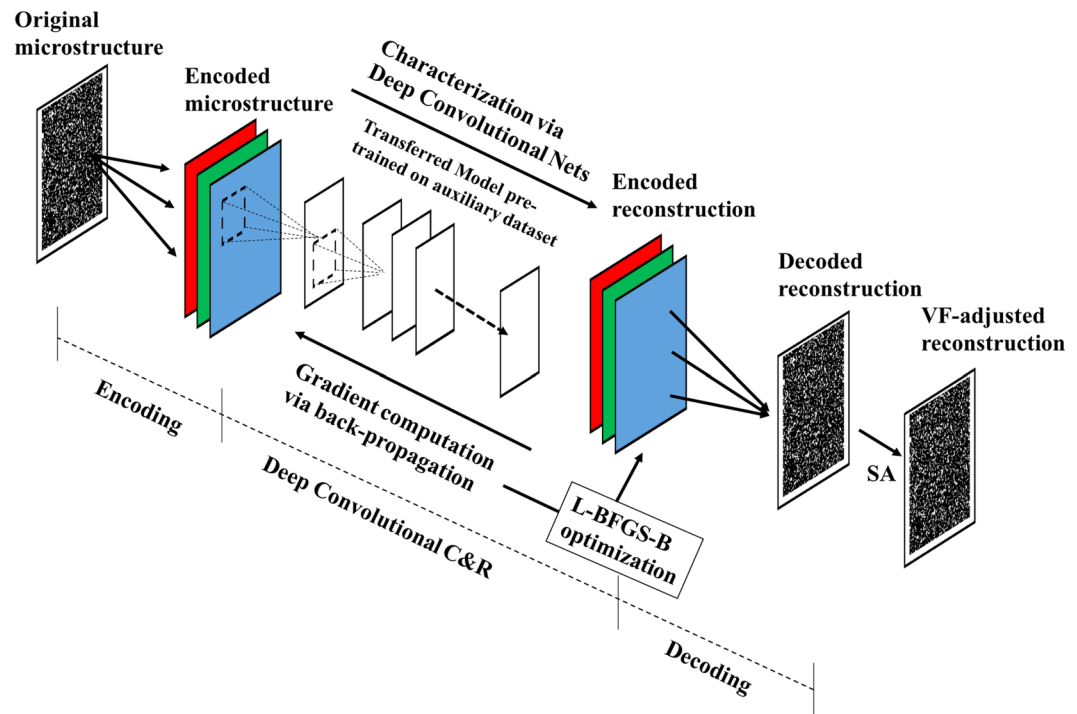 Original
microstructure
Encoded
microstructure
Characterization via
Deep Convolutional Nets
Transferred Model pre-
trained on auxiliary dataset
Encoded
reconstruction
Decoded
reconstruction
VF-adjusted
reconstruction
SA
Gradient computation
via back-propagation
L-BFGS-B
optimization
Encoding
Deep Convolutional C&R
Decoding